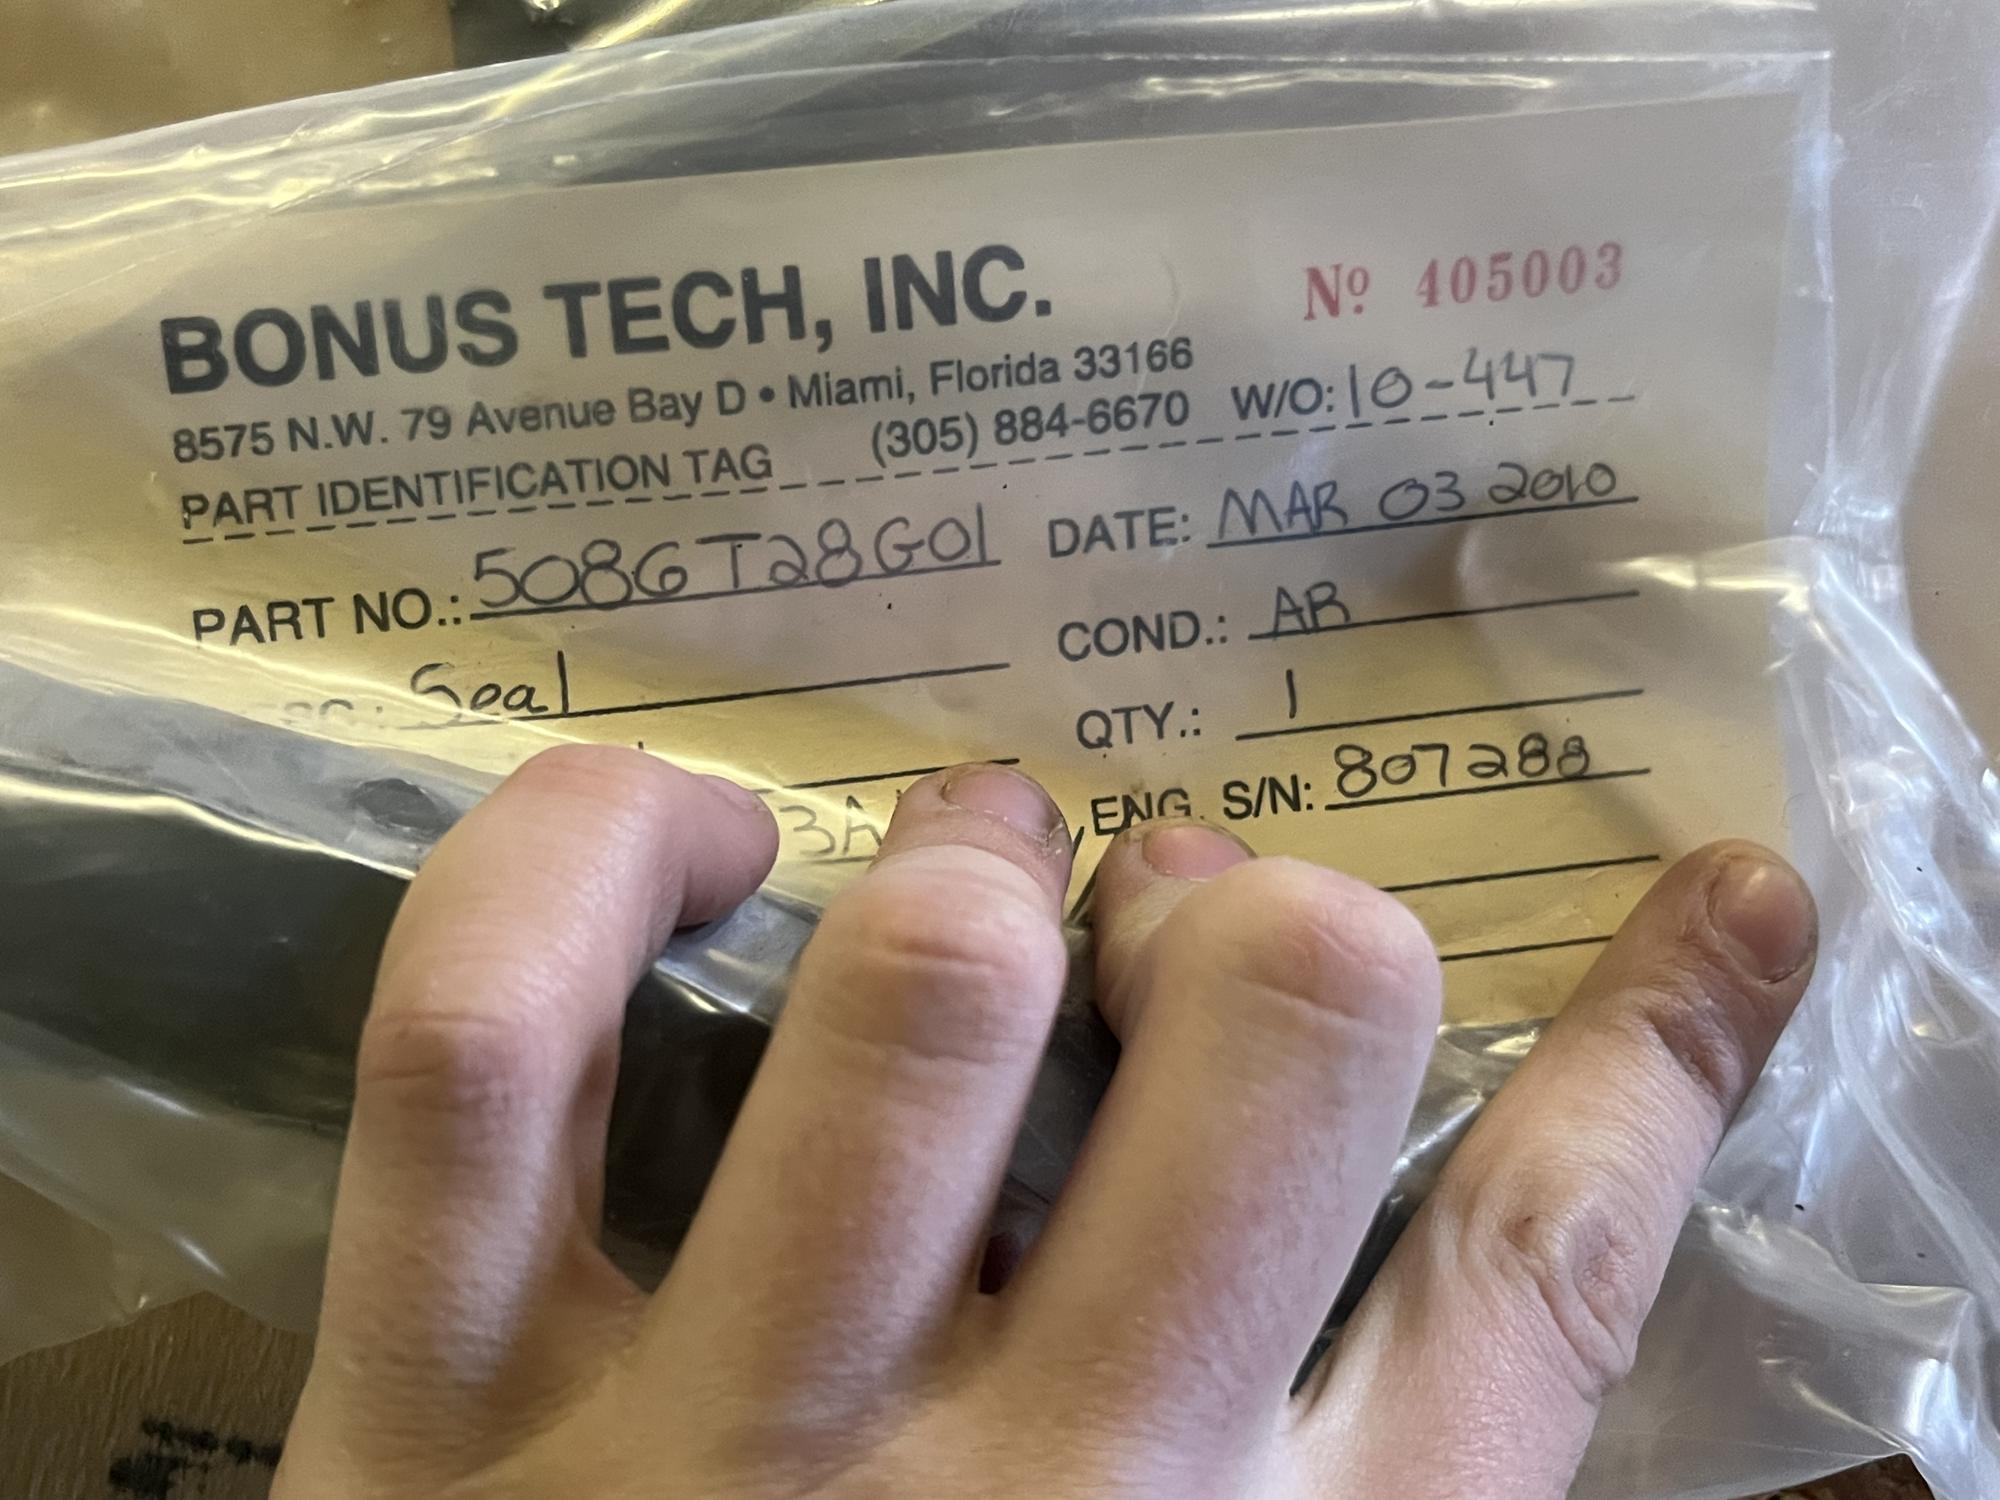 BONUS TECH, INC.
Nº 405003
8575 N.W. 79 Avenue Bay D • Miami, Florida 33166
PART IDENTIFICATION TAG (305) 884-6670 W/O: 10-447
PART NO.: 5086T28G01 DATE: MAR 03 2010
Seal COND.: AR
QTY.: 1
3A ENG. S/N: 807288